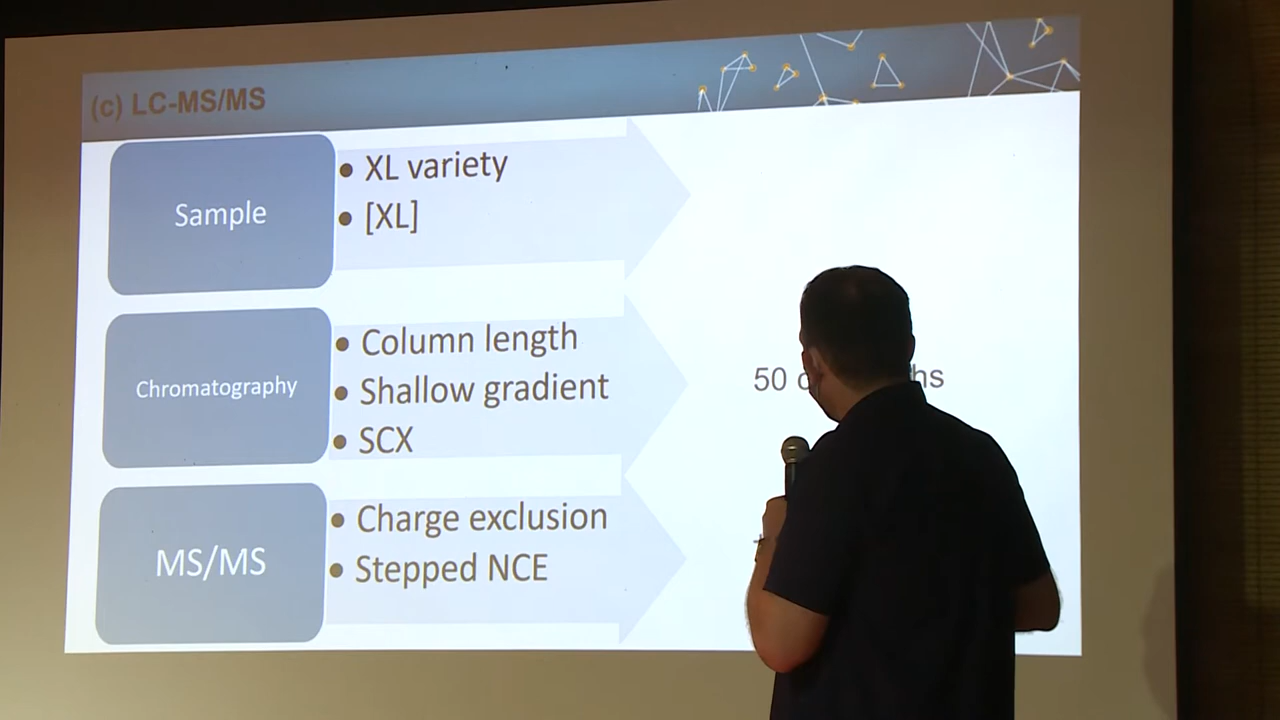 (c) LC-MS/MS
Sample
• XL variety
• [XL]
Chromatography
• Column length
• Shallow gradient
• SCX
50
MS/MS
• Charge exclusion
• Stepped NCE